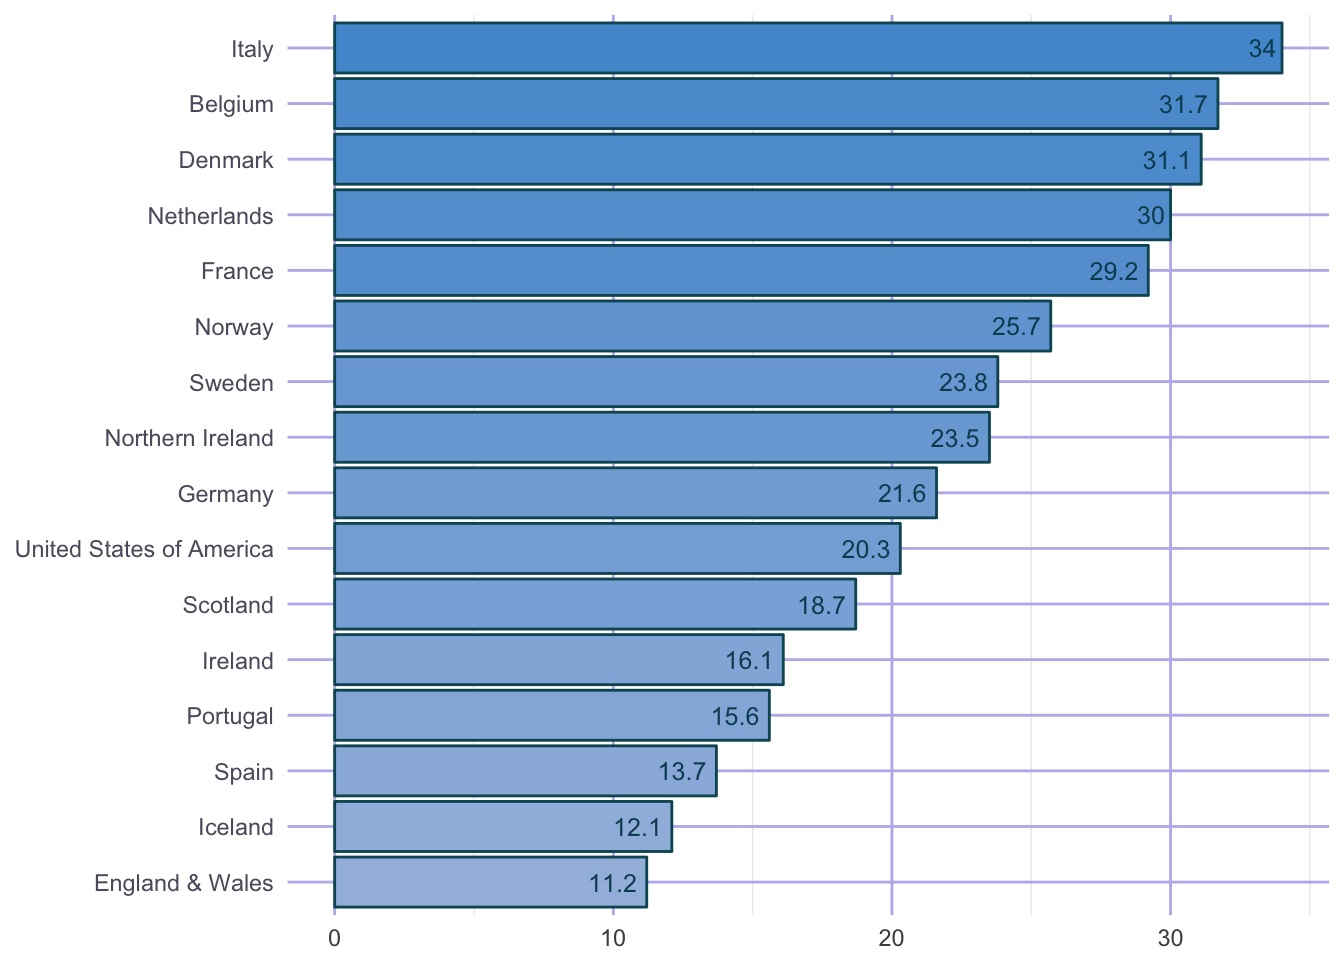 Italy 34
Belgium 31.7
Denmark 31.1
Netherlands 30
France 29.2
Norway 25.7
Sweden 23.8
Northern Ireland 23.5
Germany 21.6
United States of America 20.3
Scotland 18.7
Ireland 16.1
Portugal 15.6
Spain 13.7
Iceland 12.1
England & Wales 11.2
0 10 20 30